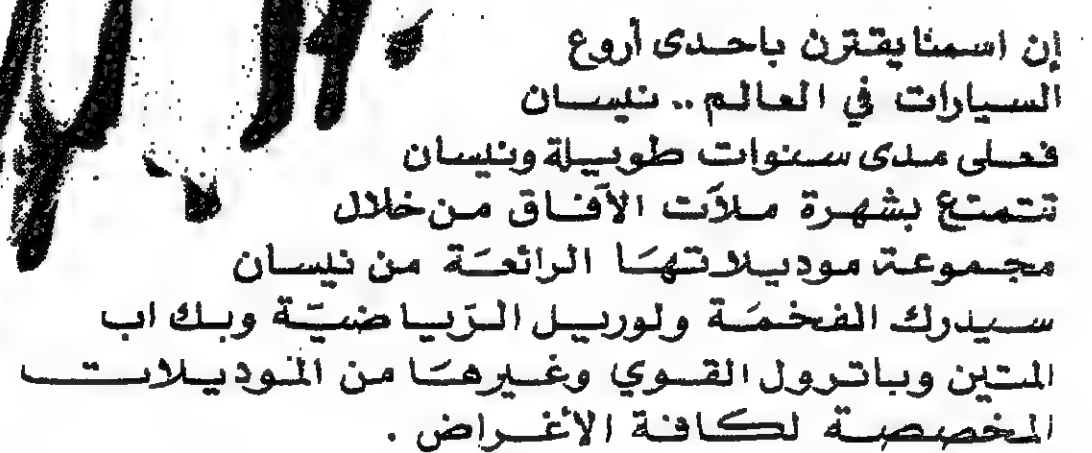 إن اسمنا يقترن باحدى أروع
السيارات في العالم .. نيسان
فعلى مدى سنوات طويلة ونيسان
تتمتع بشهرة ملأت الآفاق من خلال
مجموعة موديلاتها الرائعة من نيسان
سيدرك الفخمة ولوريل الرّياضيّة وبك اب
المتين وباترول القوي وغيرها من الموديلات
المخصصة لكافة الأغراض .